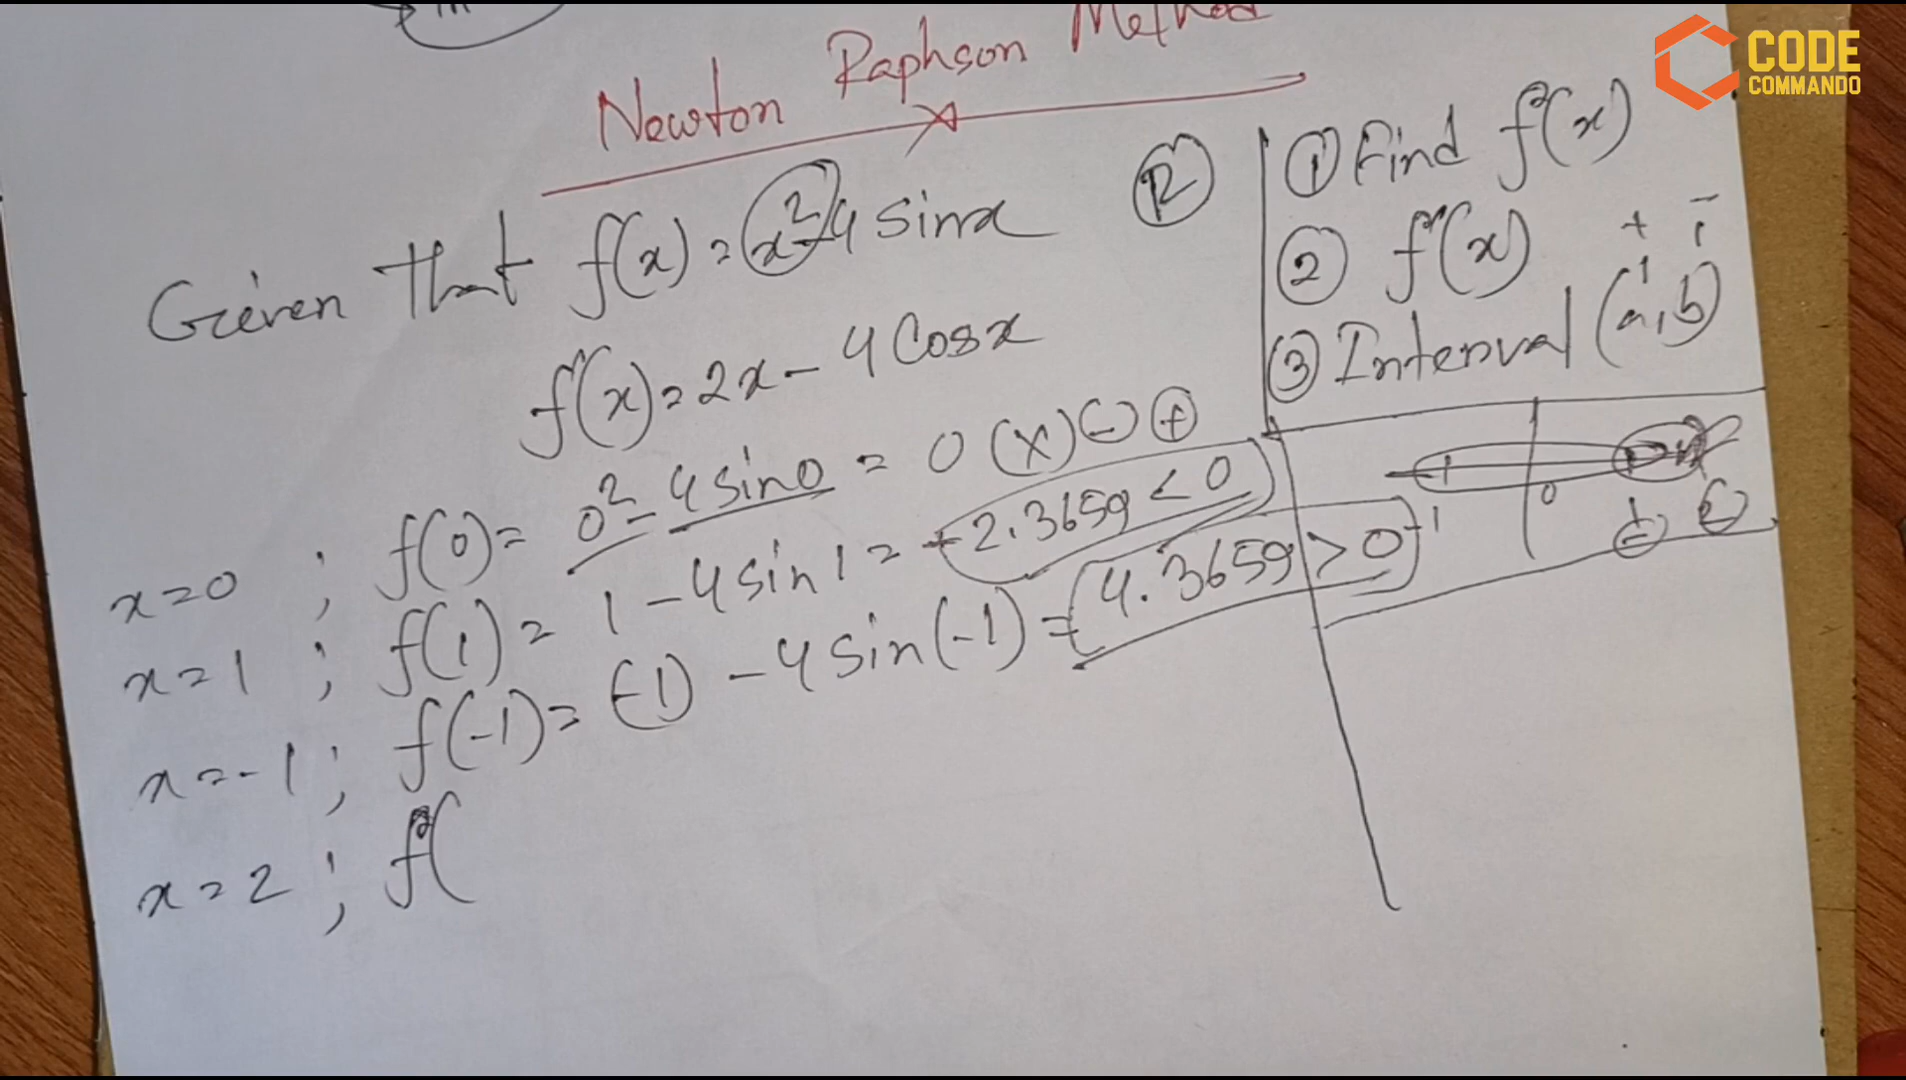 Newton Raphson Method
CODE
COMMANDO
Given that f(x) = x² - 4 sinx
R
① Find f(x)
② f'(x)
+ -
③ Interval (a, b)
f'(x) = 2x - 4 Cosx
x=0 ; f(0) = 0² - 4 sin0 = 0 (X) - +
x=1 ; f(1) = 1 - 4 sin 1 = -2.3659 < 0
x=-1 ; f(-1) = (-1) - 4 sin(-1) = 4.3659 > 0
x=2 ; f(
-1
0